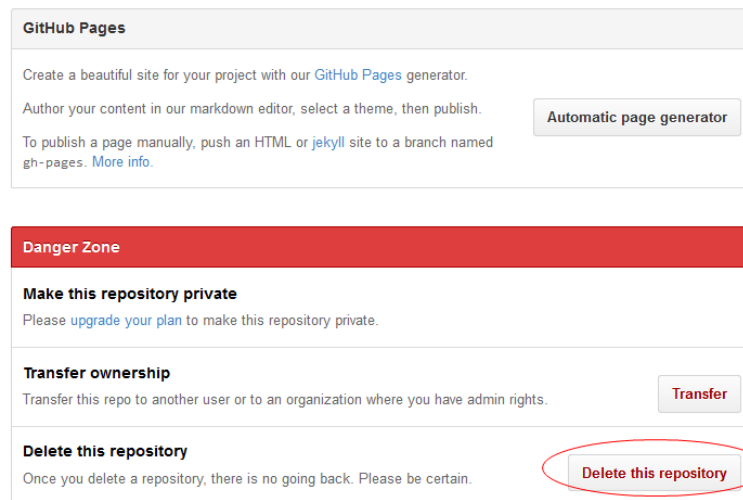 GitHub Pages
Create a beautiful site for your project with our GitHub Pages generator.
Author your content in our markdown editor, select a theme, then publish.
Automatic page generator
To publish a page manually, push an HTML or jekyll site to a branch named
gh-pages. More info.
Danger Zone
Make this repository private
Please upgrade your plan to make this repository private.
Transfer ownership
Transfer this repo to another user or to an organization where you have admin rights.
Transfer
Delete this repository
Once you delete a repository, there is no going back. Please be certain.
Delete this repository